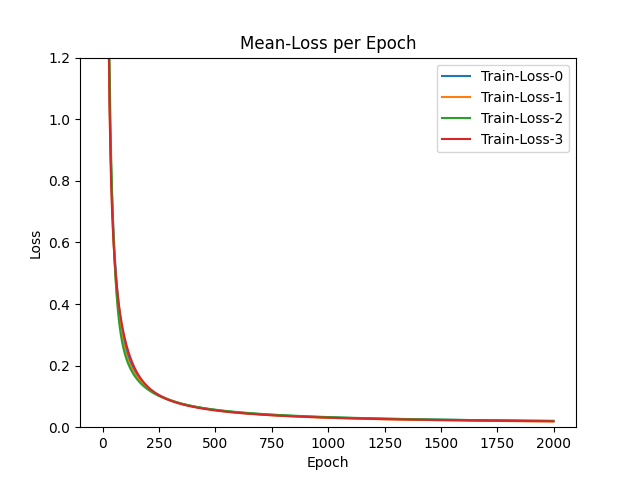 Mean-Loss per Epoch
1.2
1.0
0.8
0.6
0.4
0.2
0.0
Loss
Train-Loss-0
Train-Loss-1
Train-Loss-2
Train-Loss-3
0 250 500 750 1000 1250 1500 1750 2000
Epoch